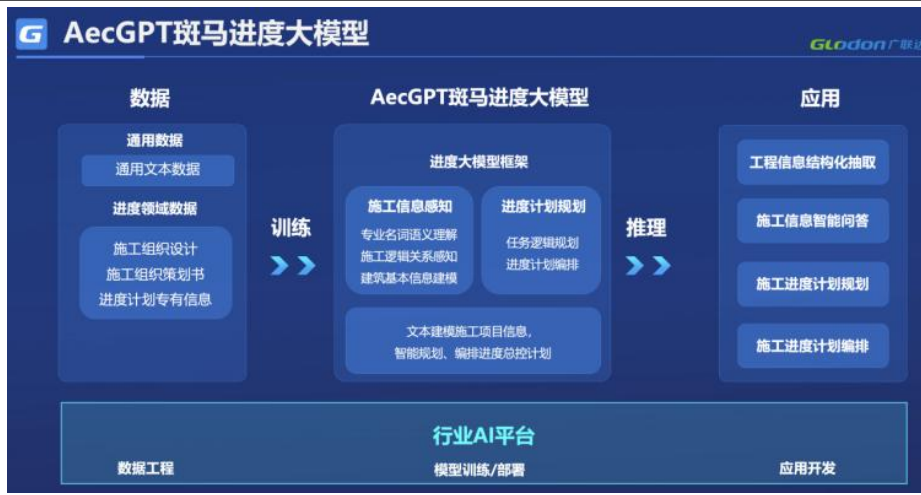 AecGPT斑马进度大模型
GLodon广联达
数据
通用数据
通用文本数据
进度领域数据
施工组织设计
施工组织策划书
进度计划专有信息
训练
AecGPT斑马进度大模型
进度大模型框架
施工信息感知
专业名词语义理解
施工逻辑关系感知
建筑基本信息建模
进度计划规划
任务逻辑规划
进度计划编排
文本建模施工项目信息，
智能规划、编排进度总控计划
推理
应用
工程信息结构化抽取
施工信息智能问答
施工进度计划规划
施工进度计划编排
行业AI平台
数据工程
模型训练/部署
应用开发